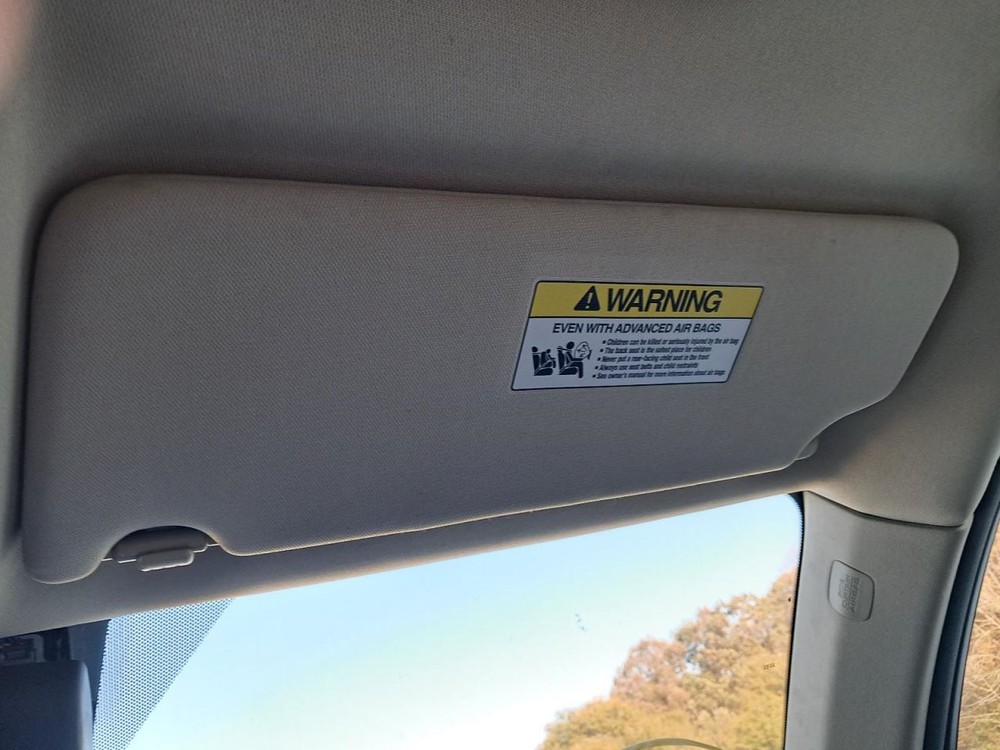 WARNING
EVEN WITH ADVANCED AIR BAGS
• Children can be killed or seriously injured by the air bag
• The back seat is the safest place for children
• Never put a rear-facing child seat in the front
• Always use seat belts and child restraints
• See owner's manual for more information about air bags